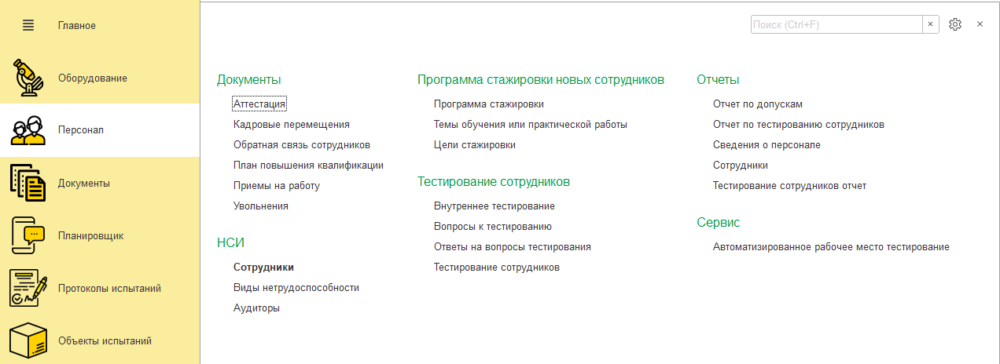 Главное
Оборудование
Персонал
Документы
Планировщик
Протоколы испытаний
Объекты испытаний
Поиск (Ctrl+F)
Документы
Аттестация
Кадровые перемещения
Обратная связь сотрудников
План повышения квалификации
Приемы на работу
Увольнения
НСИ
Сотрудники
Виды нетрудоспособности
Аудиторы
Программа стажировки новых сотрудников
Программа стажировки
Темы обучения или практической работы
Цели стажировки
Тестирование сотрудников
Внутреннее тестирование
Вопросы к тестированию
Ответы на вопросы тестирования
Тестирование сотрудников
Отчеты
Отчет по допускам
Отчет по тестированию сотрудников
Сведения о персонале
Сотрудники
Тестирование сотрудников отчет
Сервис
Автоматизированное рабочее место тестирование